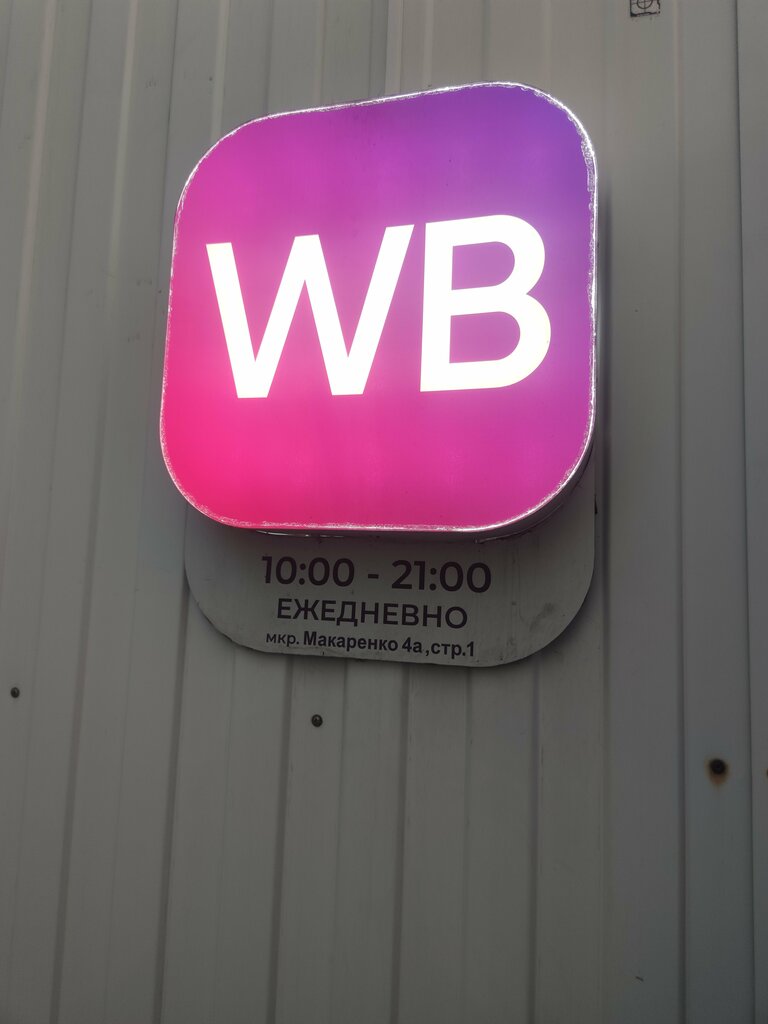 WB
10:00 - 21:00
ЕЖЕДНЕВНО
мкр. Макаренко 4а,стр.1